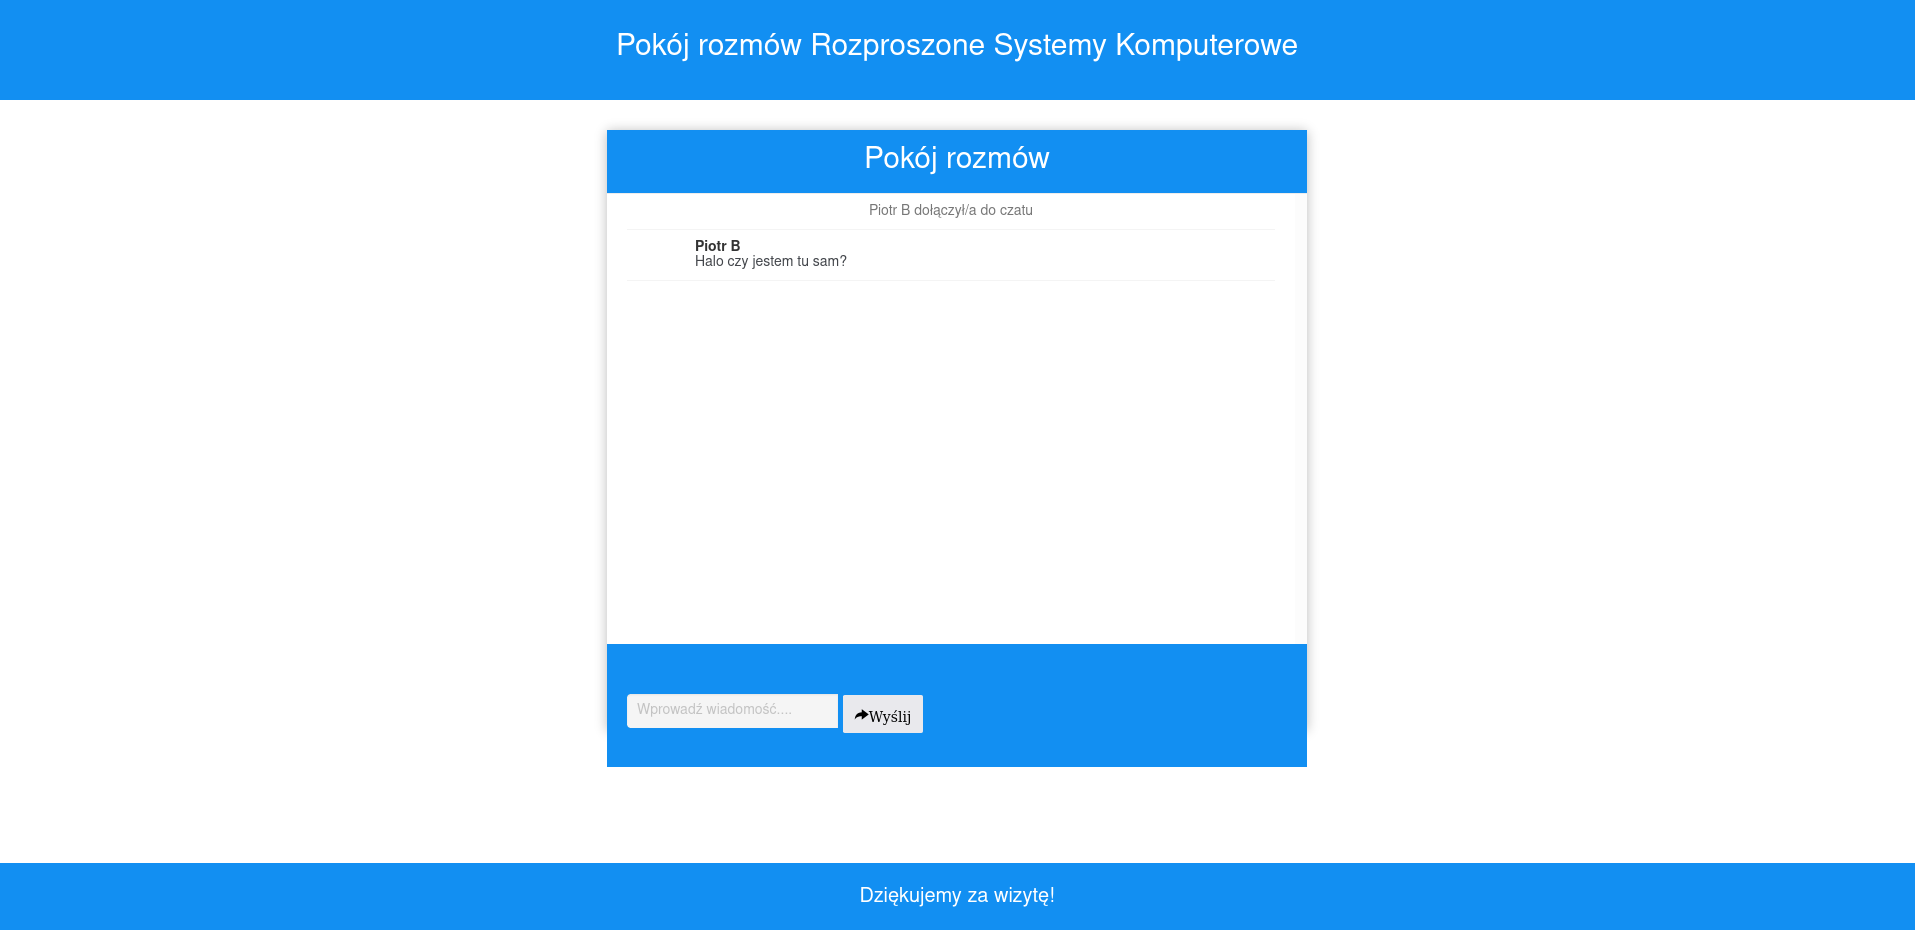 Pokój rozmów Rozproszone Systemy Komputerowe
Pokój rozmów
Piotr B dołączył/a do czatu
Piotr B
Halo czy jestem tu sam?
Wprowadź wiadomość....
Wyślij
Dziękujemy za wizytę!